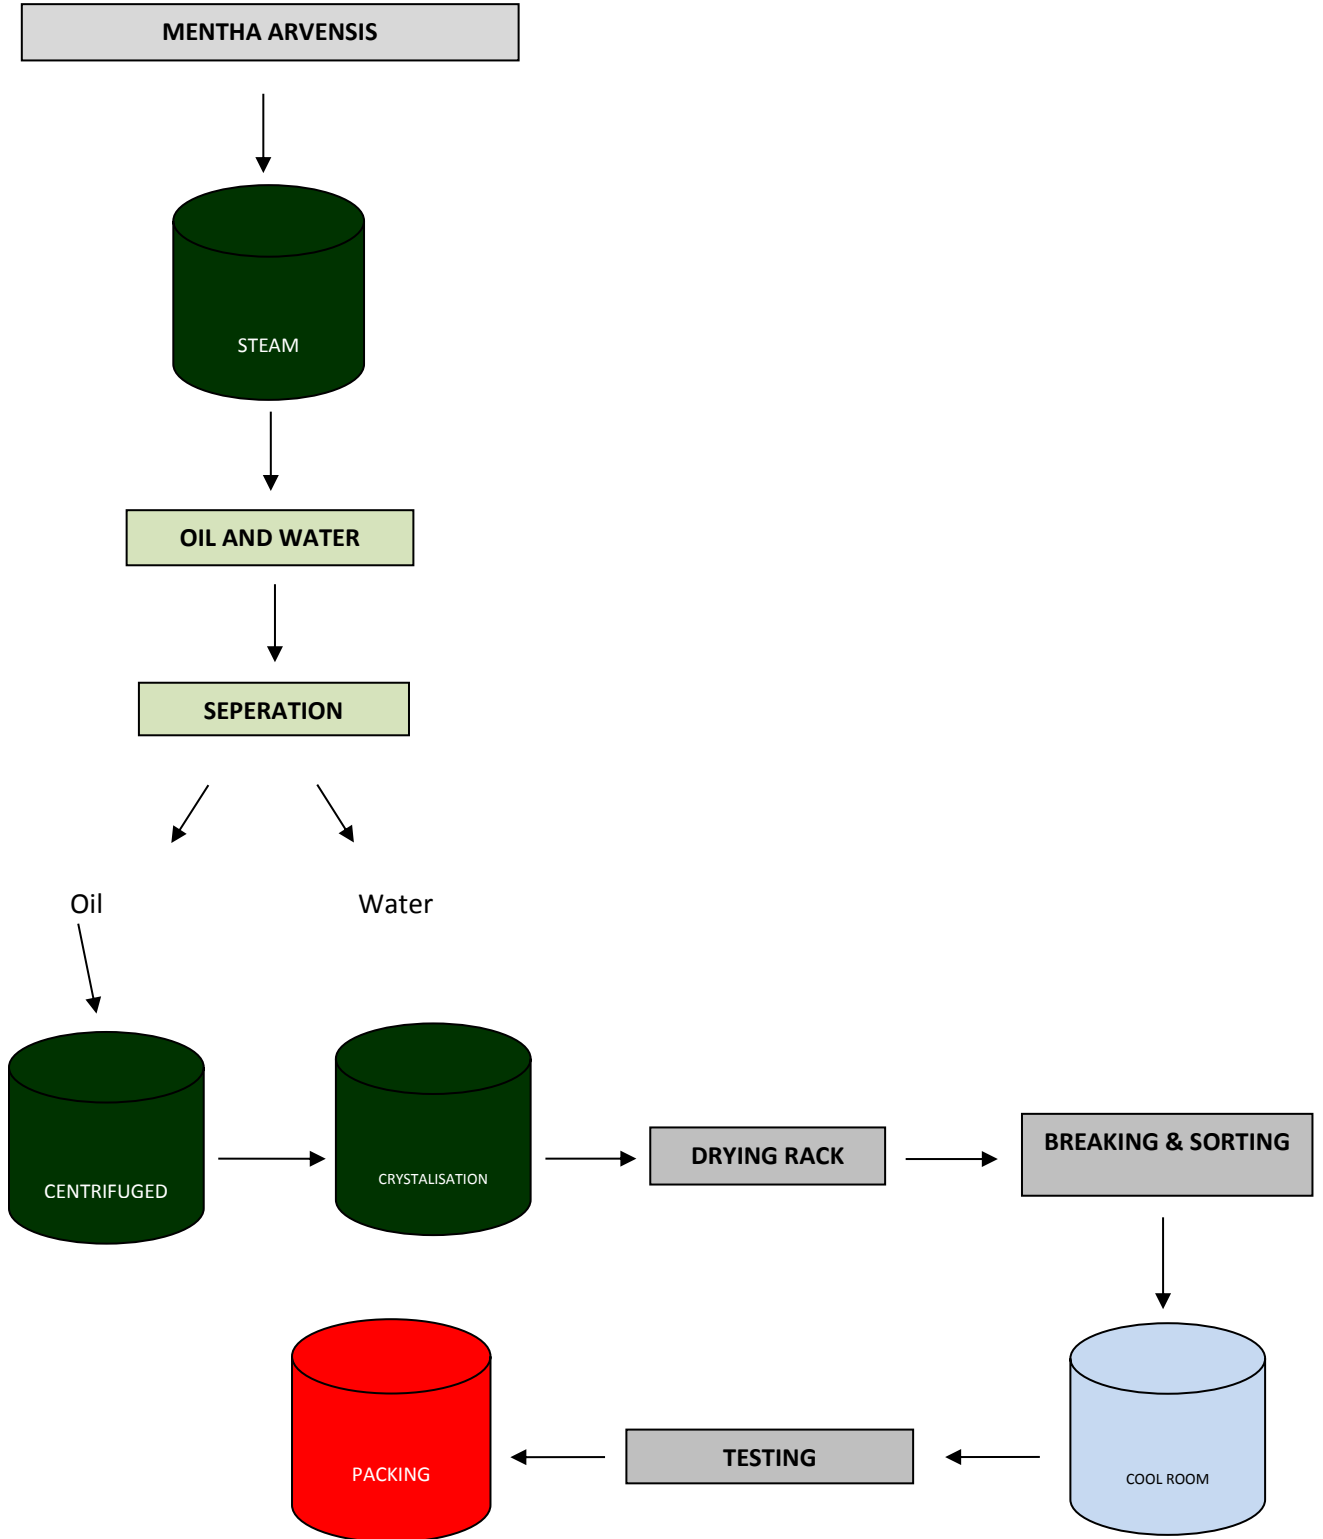 MENTHA ARVENSIS
STEAM
OIL AND WATER
SEPERATION
Oil
Water
CENTRIFUGED
CRYSTALISATION
DRYING RACK
BREAKING & SORTING
COOL ROOM
TESTING
PACKING